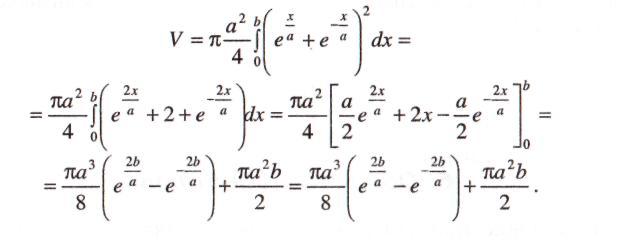 V = π a²/4 ∫₀ᵇ (e^(x/a) + e^(-x/a))² dx =
= πa²/4 ∫₀ᵇ (e^(2x/a) + 2 + e^(-2x/a)) dx = πa²/4 [a/2 e^(2x/a) + 2x - a/2 e^(-2x/a)]₀ᵇ =
= πa³/8 (e^(2b/a) - e^(-2b/a)) + πa²b/2 = πa³/8 (e^(2b/a) - e^(-2b/a)) + πa²b/2 .